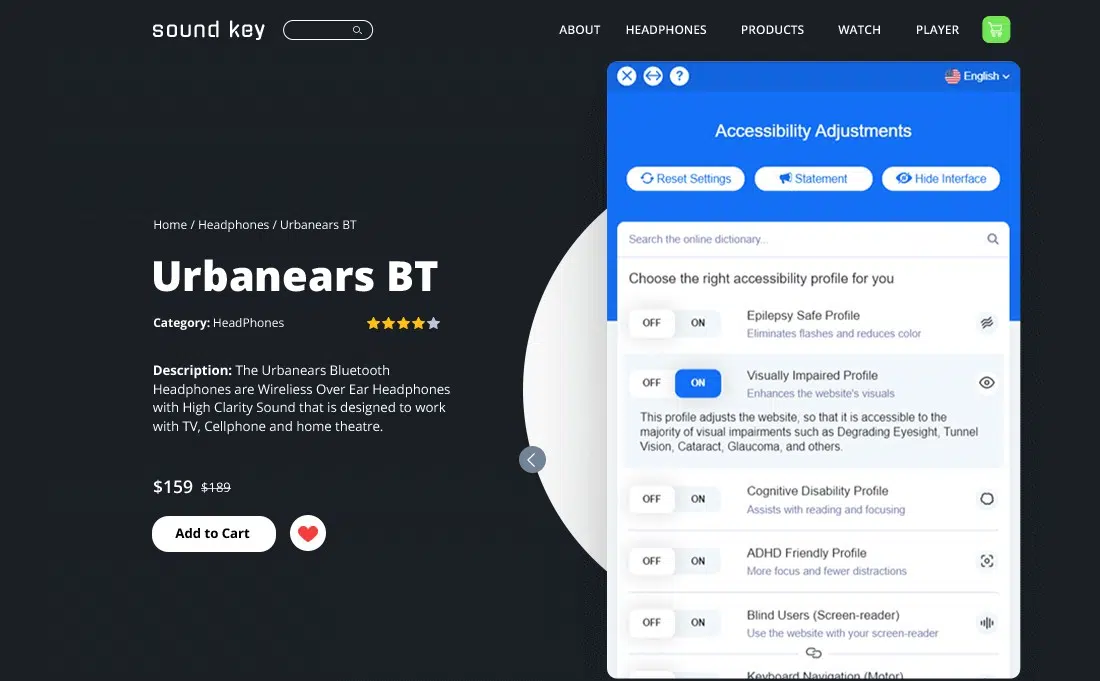 sound key
ABOUT
HEADPHONES
PRODUCTS
WATCH
PLAYER
Home / Headphones / Urbanears BT
Urbanears BT
Category: HeadPhones
Description: The Urbanears Bluetooth
Headphones are Wireliess Over Ear Headphones
with High Clarity Sound that is designed to work
with TV, Cellphone and home theatre.
$159 $189
Add to Cart
?
English
Accessibility Adjustments
Reset Settings
Statement
Hide Interface
Search the online dictionary...
Choose the right accessibility profile for you
OFF ON
Epilepsy Safe Profile
Eliminates flashes and reduces color
OFF ON
Visually Impaired Profile
Enhances the website's visuals
This profile adjusts the website, so that it is accessible to the
majority of visual impairments such as Degrading Eyesight, Tunnel
Vision, Cataract, Glaucoma, and others.
OFF ON
Cognitive Disability Profile
Assists with reading and focusing
OFF ON
ADHD Friendly Profile
More focus and fewer distractions
OFF ON
Blind Users (Screen-reader)
Use the website with your screen-reader
Keyboard Navigation (Motor)